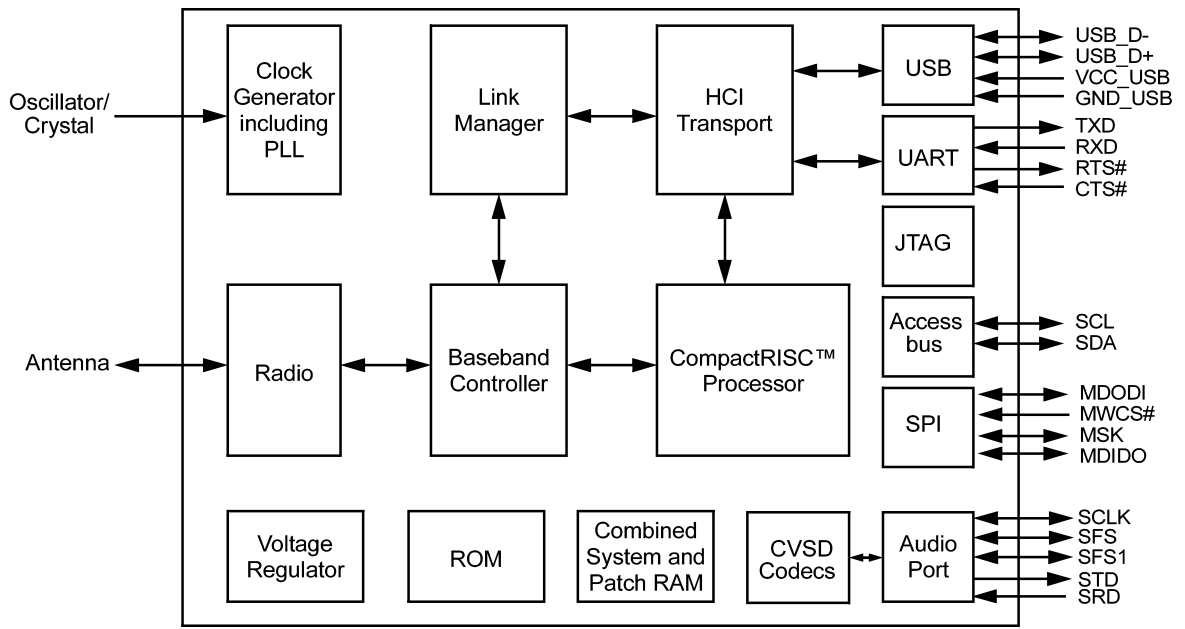 Oscillator/
Crystal
Clock
Generator
including
PLL
Link
Manager
HCI
Transport
USB
USB_D-
USB_D+
VCC_USB
GND_USB
UART
TXD
RXD
RTS#
CTS#
JTAG
Antenna
Radio
Baseband
Controller
CompactRISC™
Processor
Access
bus
SCL
SDA
SPI
MDODI
MWCS#
MSK
MDIDO
Voltage
Regulator
ROM
Combined
System and
Patch RAM
CVSD
Codecs
Audio
Port
SCLK
SFS
SFS1
STD
SRD